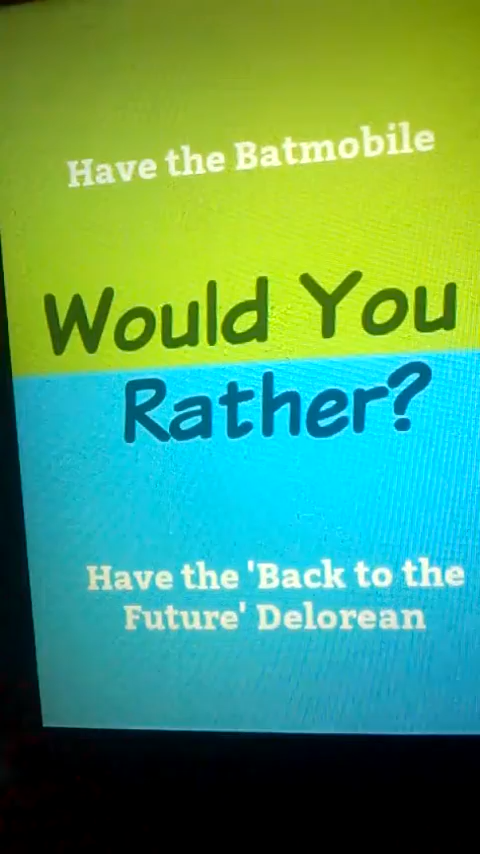 Have the Batmobile
Would You
Rather?
Have the 'Back to the
Future' Delorean